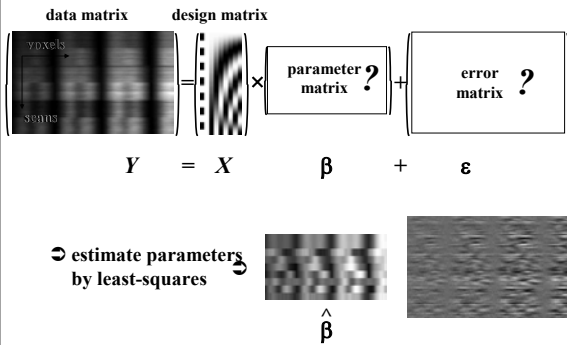 data matrix design matrix
voxels
scans
= × parameter matrix ? + error matrix ?
Y = X β + ε
➲ estimate parameters
by least-squares ➲
^
β